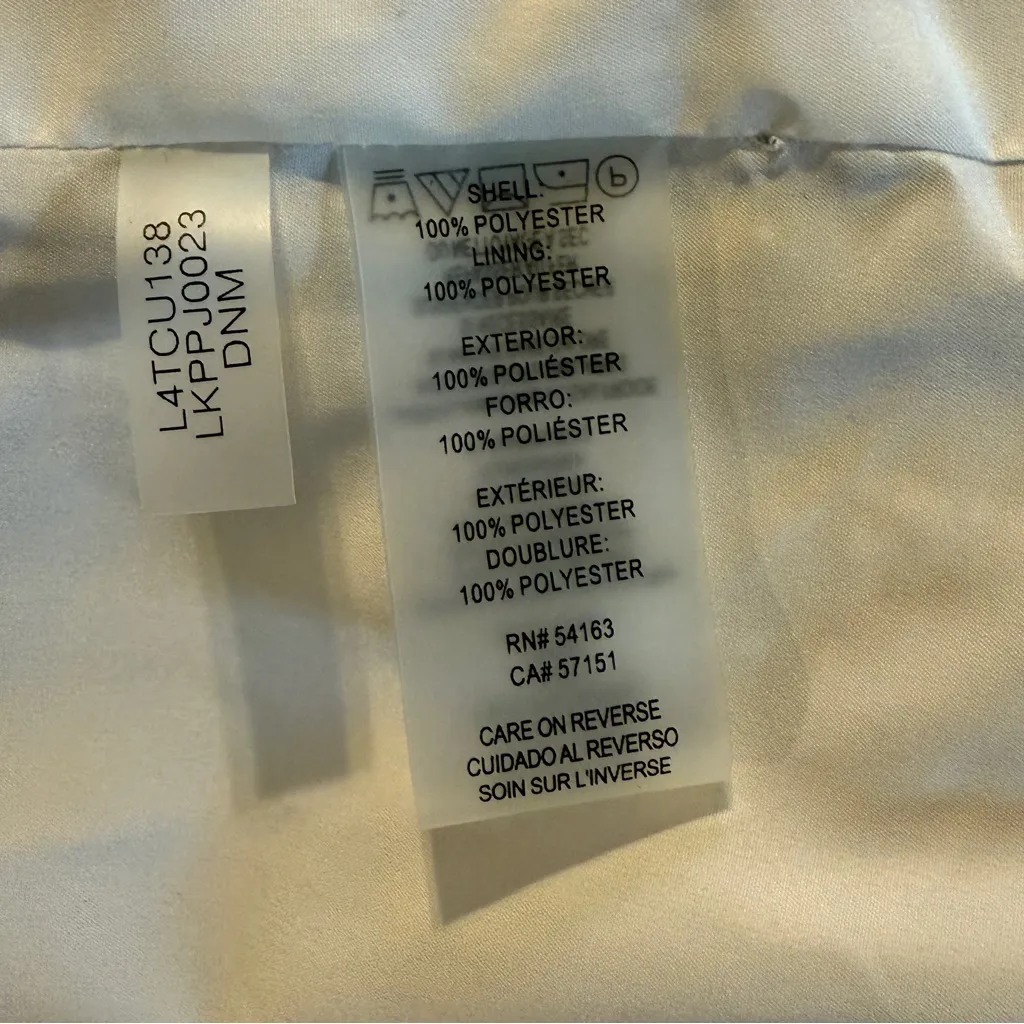 L4TCU138
LKPPJ0023
DNM
SHELL:
100% POLYESTER
LINING:
100% POLYESTER
EXTERIOR:
100% POLIÉSTER
FORRO:
100% POLIÉSTER
EXTÉRIEUR:
100% POLYESTER
DOUBLURE:
100% POLYESTER
RN# 54163
CA# 57151
CARE ON REVERSE
CUIDADO AL REVERSO
SOIN SUR L'INVERSE